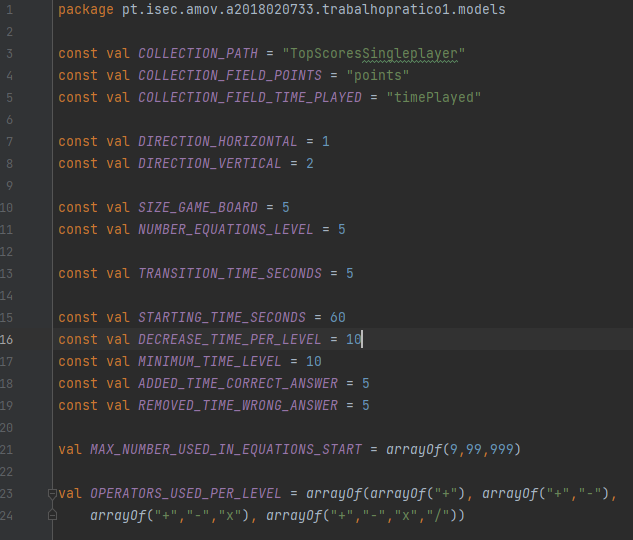 1 package pt.isec.amov.a2018020733.trabalhopratico1.models
2
3 const val COLLECTION_PATH = "TopScoresSingleplayer"
4 const val COLLECTION_FIELD_POINTS = "points"
5 const val COLLECTION_FIELD_TIME_PLAYED = "timePlayed"
6
7 const val DIRECTION_HORIZONTAL = 1
8 const val DIRECTION_VERTICAL = 2
9
10 const val SIZE_GAME_BOARD = 5
11 const val NUMBER_EQUATIONS_LEVEL = 5
12
13 const val TRANSITION_TIME_SECONDS = 5
14
15 const val STARTING_TIME_SECONDS = 60
16 const val DECREASE_TIME_PER_LEVEL = 10
17 const val MINIMUM_TIME_LEVEL = 10
18 const val ADDED_TIME_CORRECT_ANSWER = 5
19 const val REMOVED_TIME_WRONG_ANSWER = 5
20
21 val MAX_NUMBER_USED_IN_EQUATIONS_START = arrayOf(9,99,999)
22
23 val OPERATORS_USED_PER_LEVEL = arrayOf(arrayOf("+"), arrayOf("+","-"),
24 arrayOf("+","-","x"), arrayOf("+","-","x","/"))